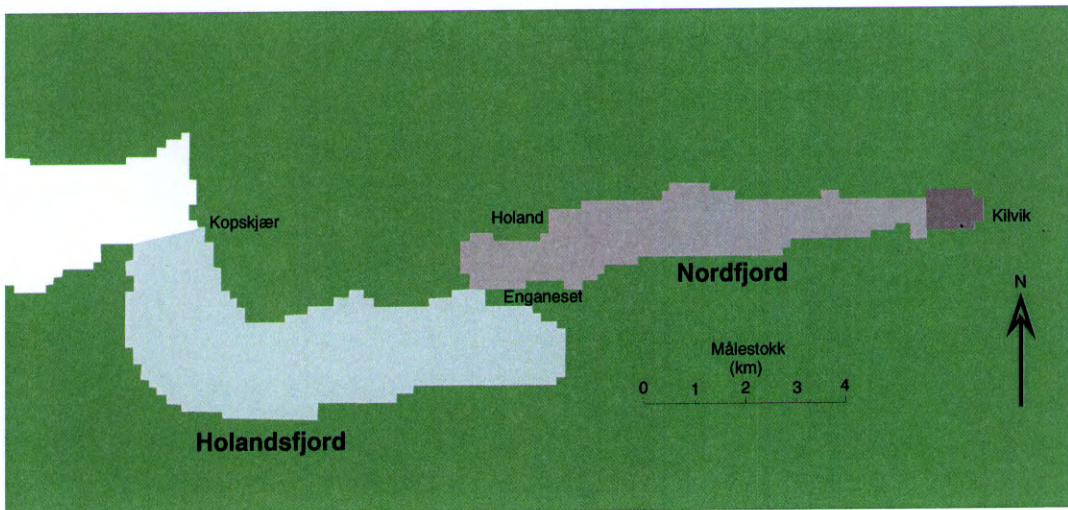 Kopskjær
Holand
Kilvik
Nordfjord
Enganeset
N
Målestokk
(km)
0 1 2 3 4
Holandsfjord